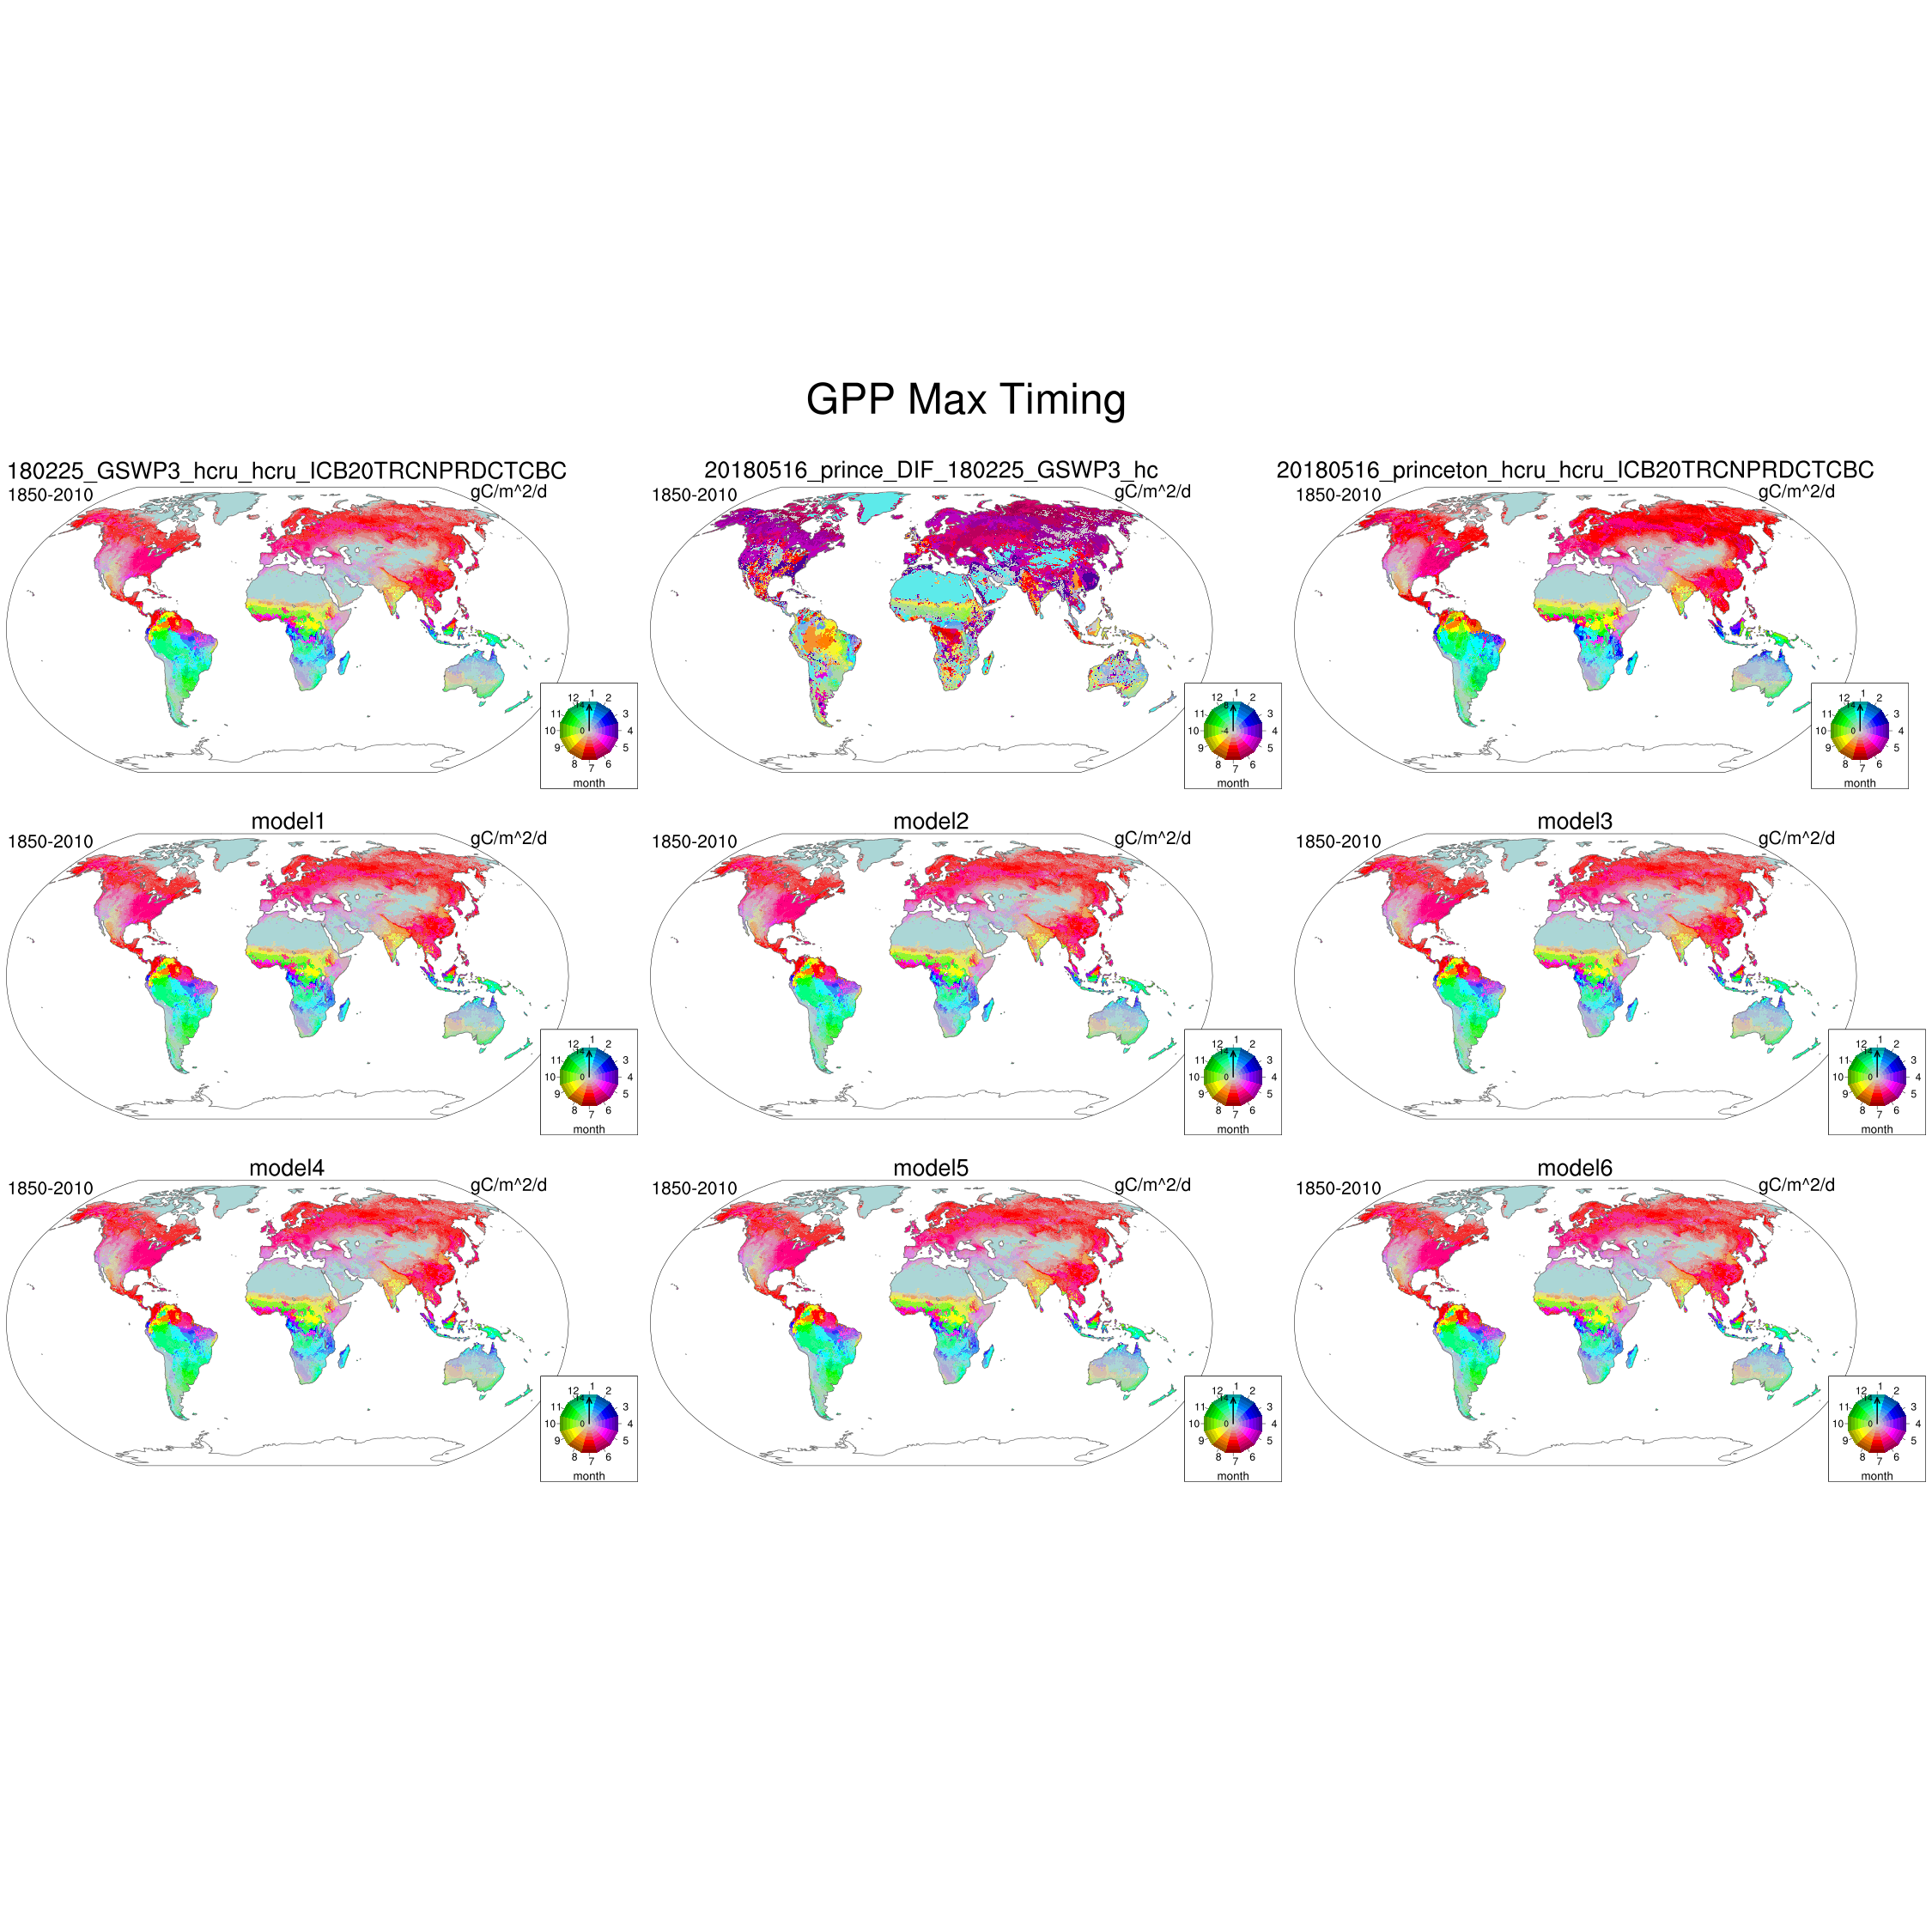 GPP Max Timing
180225_GSWP3_hcru_hcru_ICB20TRCNPRDCTCBC
1850-2010
gC/m^2/d
12 1 2
11 14 3
10 0 4
9 5
8 7 6
month
20180516_prince_DIF_180225_GSWP3_hc
1850-2010
gC/m^2/d
12 1 2
11 8 3
10 -4 4
9 5
8 7 6
month
20180516_princeton_hcru_hcru_ICB20TRCNPRDCTCBC
1850-2010
gC/m^2/d
12 1 2
11 14 3
10 0 4
9 5
8 7 6
month
model1
1850-2010
gC/m^2/d
12 1 2
11 14 3
10 0 4
9 5
8 7 6
month
model2
1850-2010
gC/m^2/d
12 1 2
11 14 3
10 0 4
9 5
8 7 6
month
model3
1850-2010
gC/m^2/d
12 1 2
11 14 3
10 0 4
9 5
8 7 6
month
model4
1850-2010
gC/m^2/d
12 1 2
11 14 3
10 0 4
9 5
8 7 6
month
model5
1850-2010
gC/m^2/d
12 1 2
11 14 3
10 0 4
9 5
8 7 6
month
model6
1850-2010
gC/m^2/d
12 1 2
11 14 3
10 0 4
9 5
8 7 6
month